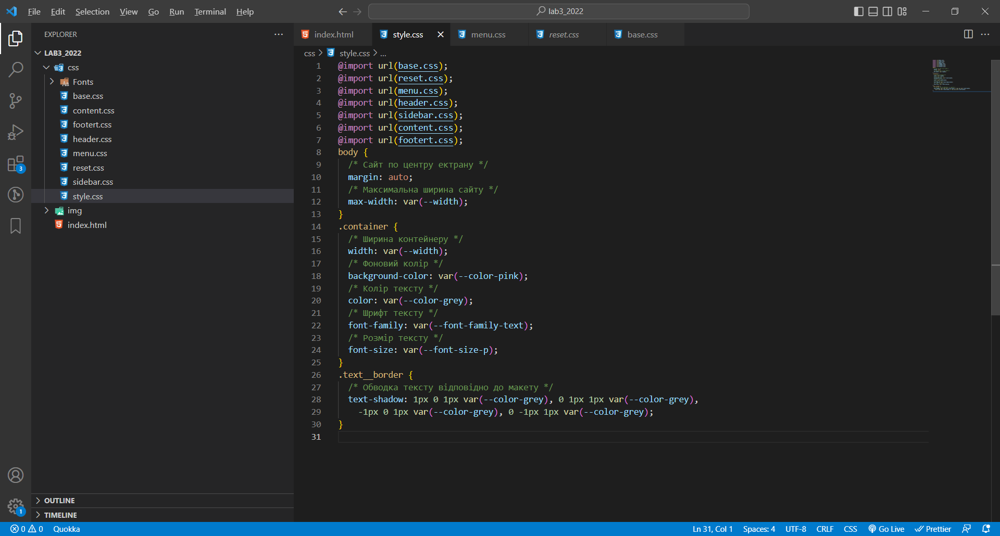 File Edit Selection View Go Run Terminal Help
lab3_2022
EXPLORER
LAB3_2022
css
Fonts
base.css
content.css
footert.css
header.css
menu.css
reset.css
sidebar.css
style.css
img
index.html
OUTLINE
TIMELINE
3
1
index.html style.css menu.css reset.css base.css
css > style.css > ...
1 @import url(base.css);
2 @import url(reset.css);
3 @import url(menu.css);
4 @import url(header.css);
5 @import url(sidebar.css);
6 @import url(content.css);
7 @import url(footert.css);
8 body {
9 /* Сайт по центру ектрану */
10 margin: auto;
11 /* Максимальна ширина сайту */
12 max-width: var(--width);
13 }
14 .container {
15 /* Ширина контейнеру */
16 width: var(--width);
17 /* Фоновий колір */
18 background-color: var(--color-pink);
19 /* Колір тексту */
20 color: var(--color-grey);
21 /* Шрифт тексту */
22 font-family: var(--font-family-text);
23 /* Розмір тексту */
24 font-size: var(--font-size-p);
25 }
26 .text__border {
27 /* Обводка тексту відповідно до макету */
28 text-shadow: 1px 0 1px var(--color-grey), 0 1px 1px var(--color-grey),
29 -1px 0 1px var(--color-grey), 0 -1px 1px var(--color-grey);
30 }
31
0 0 Quokka Ln 31, Col 1 Spaces: 4 UTF-8 CRLF CSS Go Live Prettier